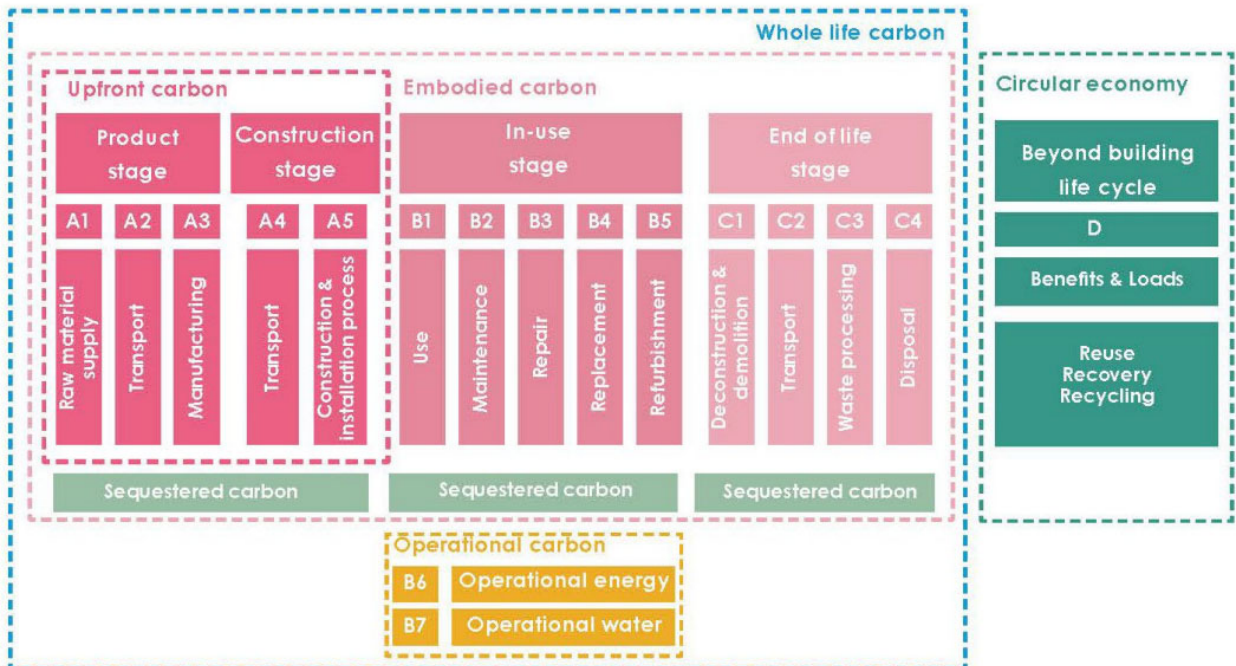 Whole life carbon
Upfront carbon
Embodied carbon
Circular economy
Product
stage
Construction
stage
In-use
stage
End of life
stage
Beyond building
life cycle
A1
A2
A3
A4
A5
B1
B2
B3
B4
B5
C1
C2
C3
C4
D
Raw material
supply
Transport
Manufacturing
Transport
Construction &
installation process
Use
Maintenance
Repair
Replacement
Refurbishment
Deconstruction &
demolition
Transport
Waste processing
Disposal
Benefits & Loads
Reuse
Recovery
Recycling
Sequestered carbon
Sequestered carbon
Sequestered carbon
Operational carbon
B6
Operational energy
B7
Operational water